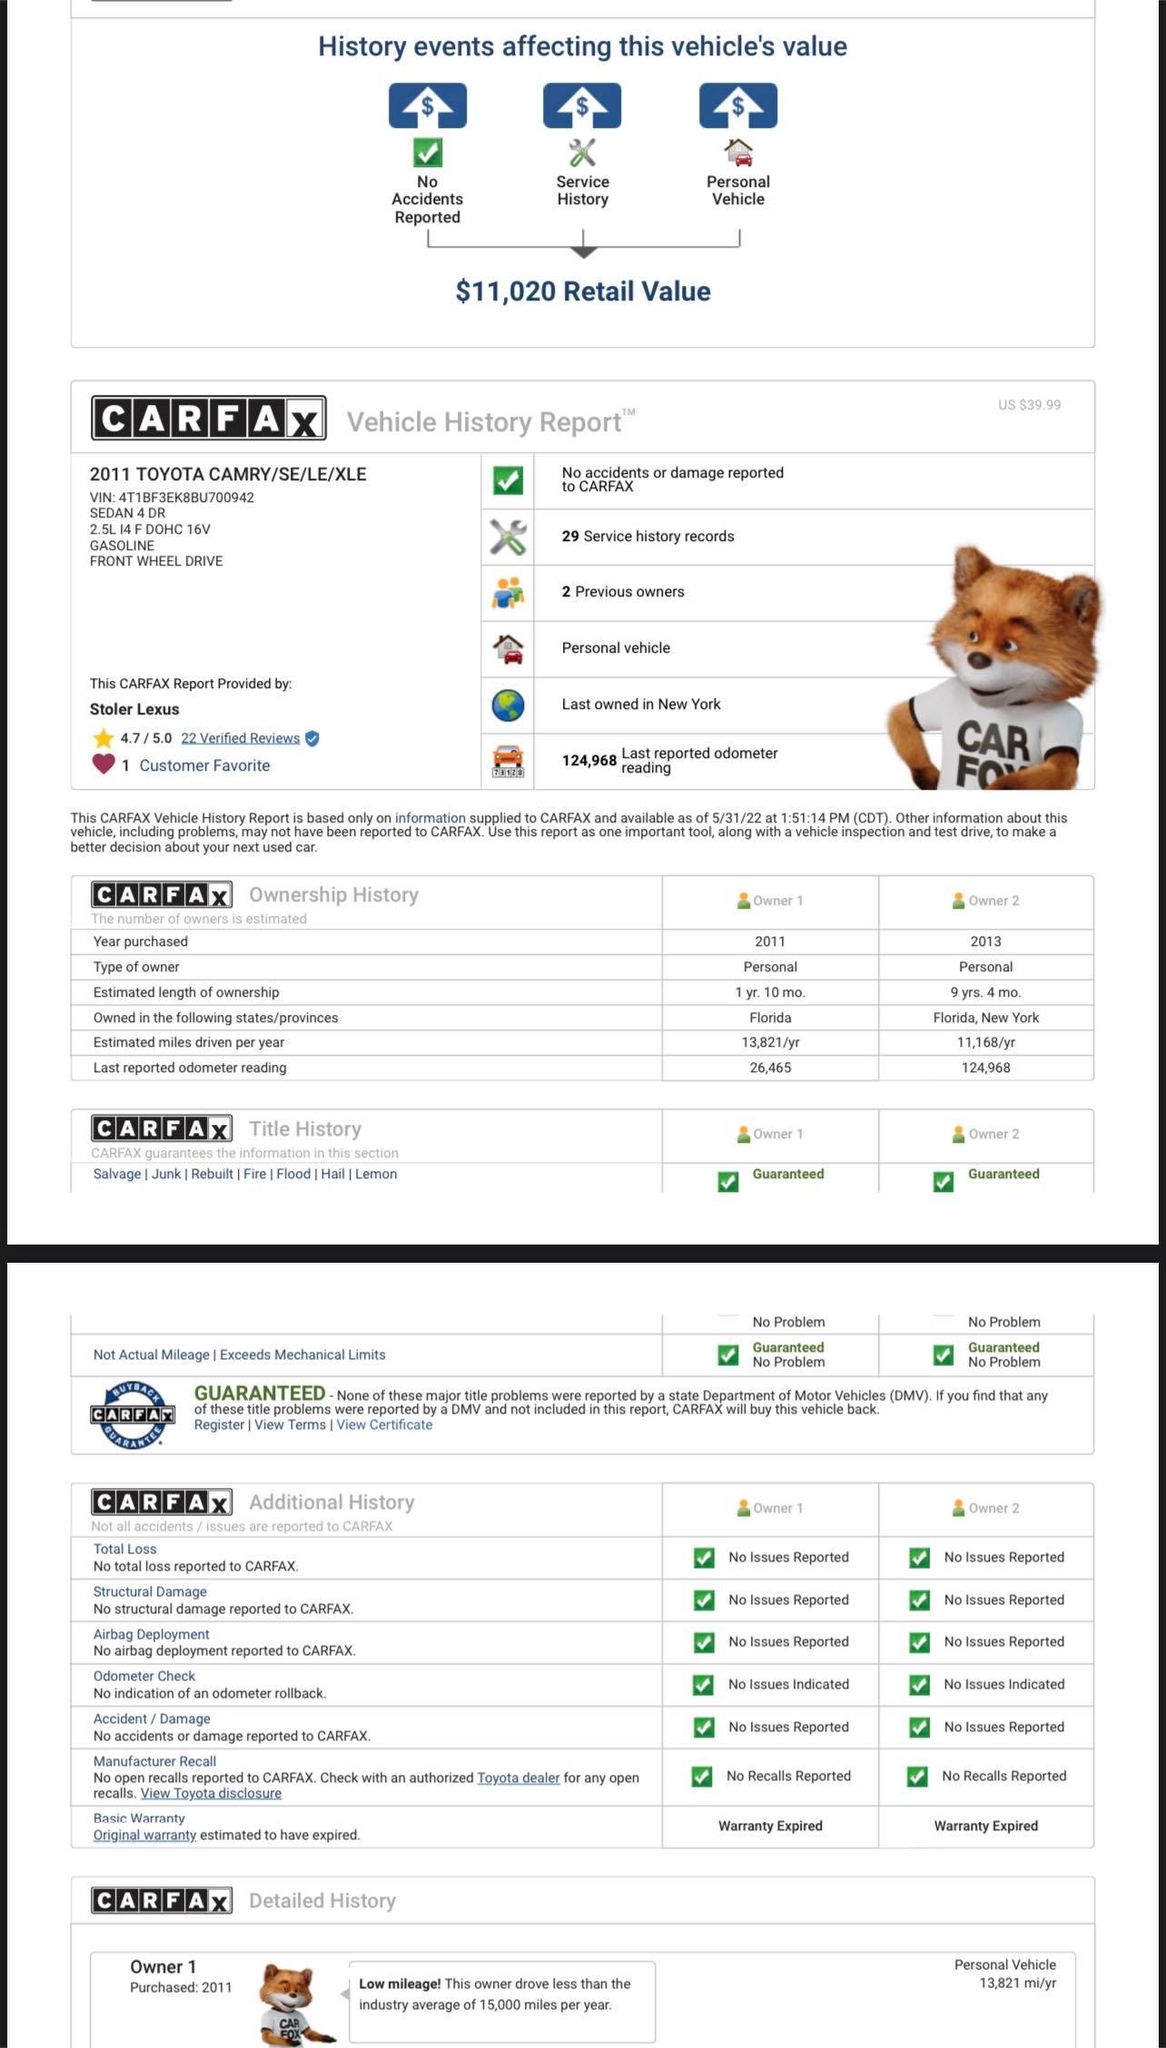 History events affecting this vehicle's value
$ $ $
No Accidents Reported
Service History
Personal Vehicle
$11,020 Retail Value
CARFAX Vehicle History Report™
US $39.99
2011 TOYOTA CAMRY/SE/LE/XLE
VIN: 4T1BF3EK8BU700942
SEDAN 4 DR
2.5L I4 F DOHC 16V
GASOLINE
FRONT WHEEL DRIVE
This CARFAX Report Provided by:
Stoler Lexus
4.7 / 5.0 22 Verified Reviews
1 Customer Favorite
No accidents or damage reported
to CARFAX
29 Service history records
2 Previous owners
Personal vehicle
Last owned in New York
124,968 Last reported odometer
reading
CAR
FOX
This CARFAX Vehicle History Report is based only on information supplied to CARFAX and available as of 5/31/22 at 1:51:14 PM (CDT). Other information about this
vehicle, including problems, may not have been reported to CARFAX. Use this report as one important tool, along with a vehicle inspection and test drive, to make a
better decision about your next used car.
CARFAX Ownership History Owner 1 Owner 2
The number of owners is estimated
Year purchased 2011 2013
Type of owner Personal Personal
Estimated length of ownership 1 yr. 10 mo. 9 yrs. 4 mo.
Owned in the following states/provinces Florida Florida, New York
Estimated miles driven per year 13,821/yr 11,168/yr
Last reported odometer reading 26,465 124,968
CARFAX Title History Owner 1 Owner 2
CARFAX guarantees the information in this section
Salvage | Junk | Rebuilt | Fire | Flood | Hail | Lemon Guaranteed Guaranteed
No Problem No Problem
Not Actual Mileage | Exceeds Mechanical Limits Guaranteed No Problem Guaranteed No Problem
BUYBACK
CARFAX
GUARANTEE
GUARANTEED - None of these major title problems were reported by a state Department of Motor Vehicles (DMV). If you find that any
of these title problems were reported by a DMV and not included in this report, CARFAX will buy this vehicle back.
Register | View Terms | View Certificate
CARFAX Additional History Owner 1 Owner 2
Not all accidents / issues are reported to CARFAX
Total Loss
No total loss reported to CARFAX. No Issues Reported No Issues Reported
Structural Damage
No structural damage reported to CARFAX. No Issues Reported No Issues Reported
Airbag Deployment
No airbag deployment reported to CARFAX. No Issues Reported No Issues Reported
Odometer Check
No indication of an odometer rollback. No Issues Indicated No Issues Indicated
Accident / Damage
No accidents or damage reported to CARFAX. No Issues Reported No Issues Reported
Manufacturer Recall
No open recalls reported to CARFAX. Check with an authorized Toyota dealer for any open
recalls. View Toyota disclosure No Recalls Reported No Recalls Reported
Basic Warranty
Original warranty estimated to have expired. Warranty Expired Warranty Expired
CARFAX Detailed History
Owner 1
Purchased: 2011
CAR
FOX
Low mileage! This owner drove less than the
industry average of 15,000 miles per year.
Personal Vehicle
13,821 mi/yr